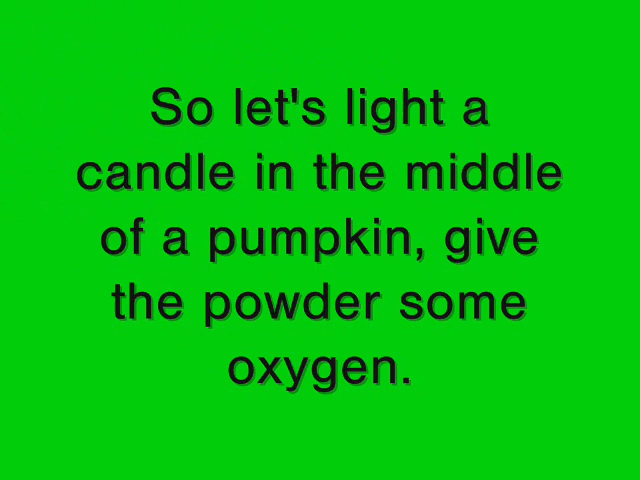 So let's light a
candle in the middle
of a pumpkin, give
the powder some
oxygen.